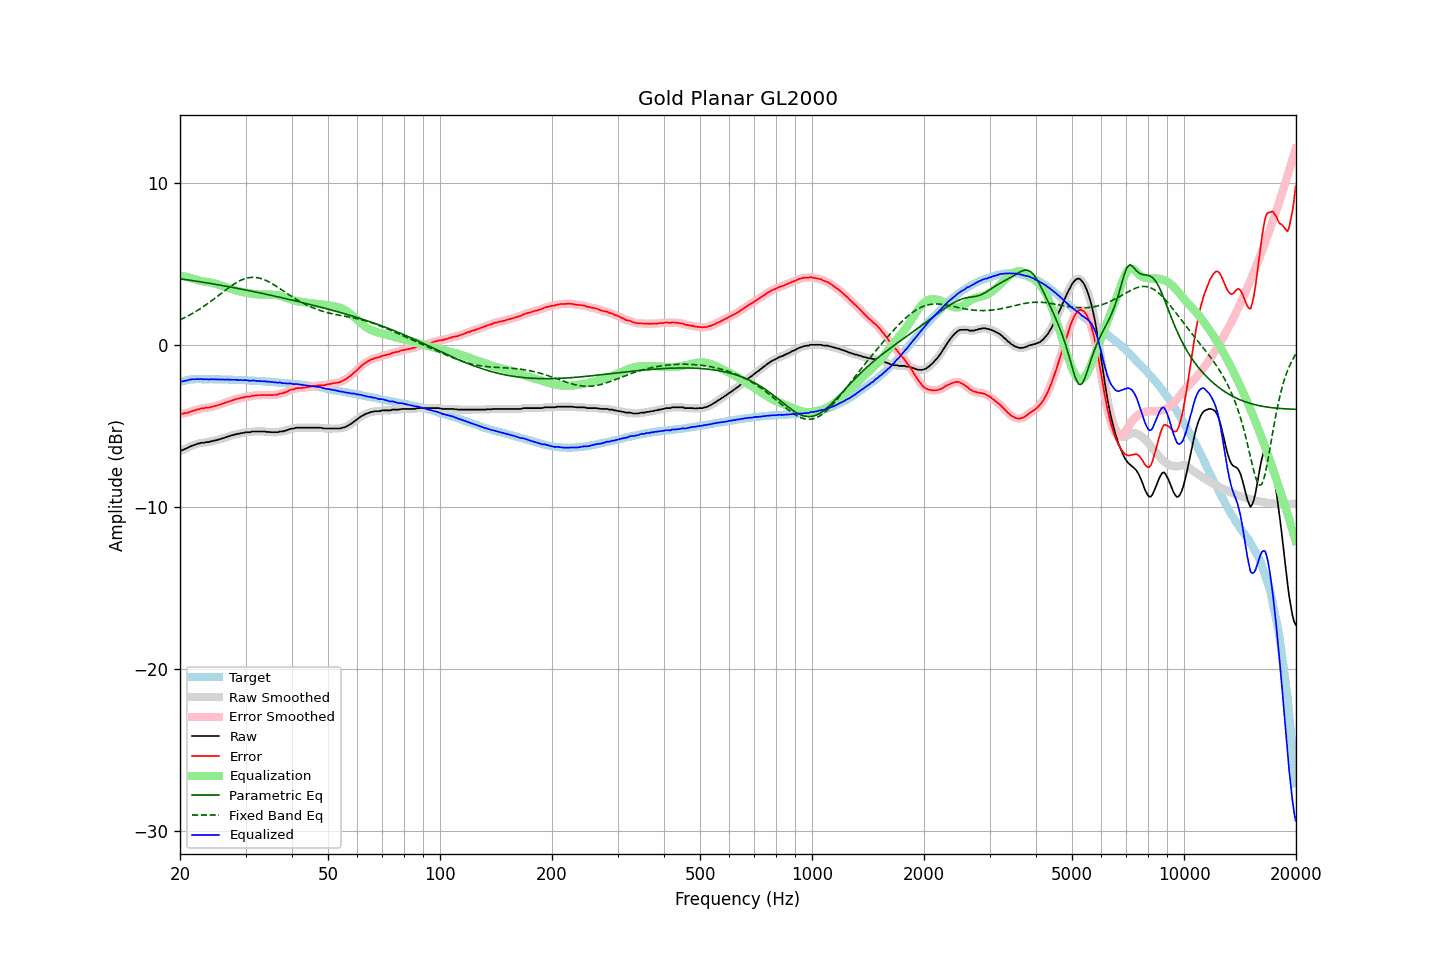 Gold Planar GL2000
Amplitude (dBr)
10
0
−10
−20
−30
Target
Raw Smoothed
Error Smoothed
Raw
Error
Equalization
Parametric Eq
Fixed Band Eq
Equalized
20 50 100 200 500 1000 2000 5000 10000 20000
Frequency (Hz)